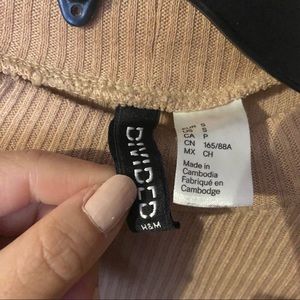 DIVIDED
H&M
S
S
CA P
CN 165/88A
MX CH
Made in
Cambodia
Fabriqué en
Cambodge